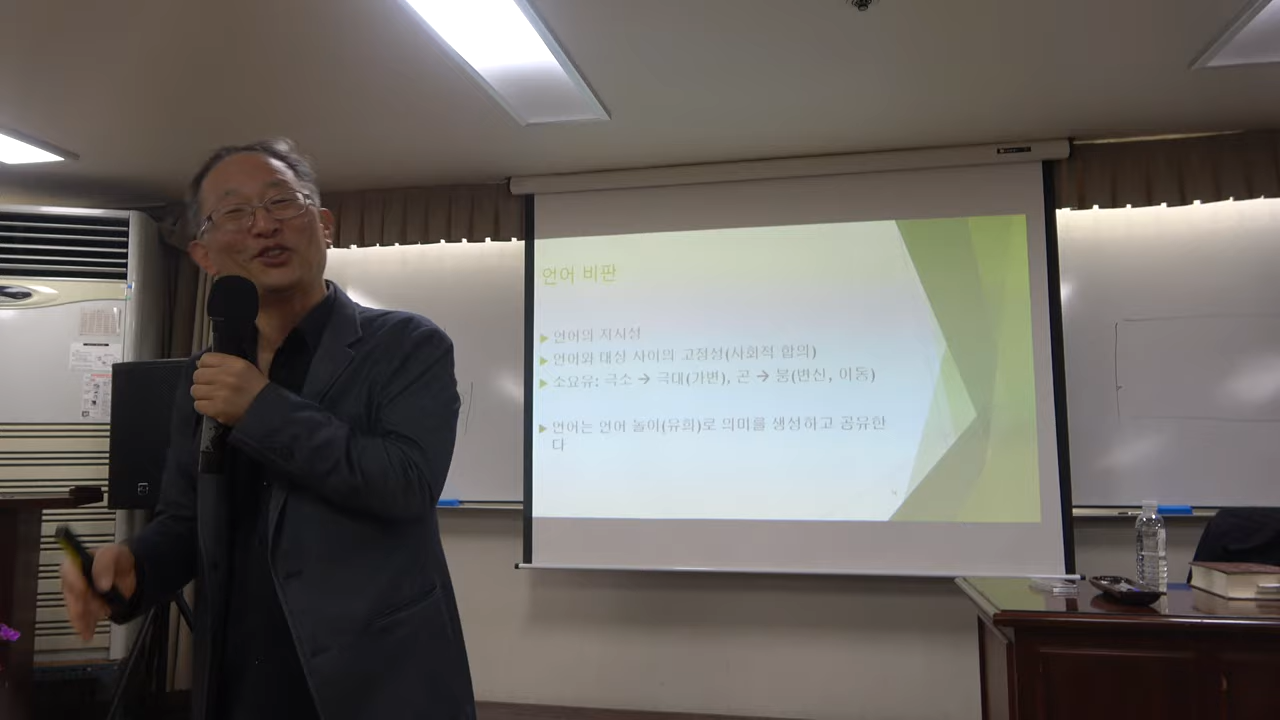 언어 비판
언어의 지시성
언어와 대상 사이의 고정성(사회적 합의)
소요유: 극소 → 극대(가변), 곤 → 붕(변신, 이동)
언어는 언어 놀이(유희)로 의미를 생성하고 공유한
다